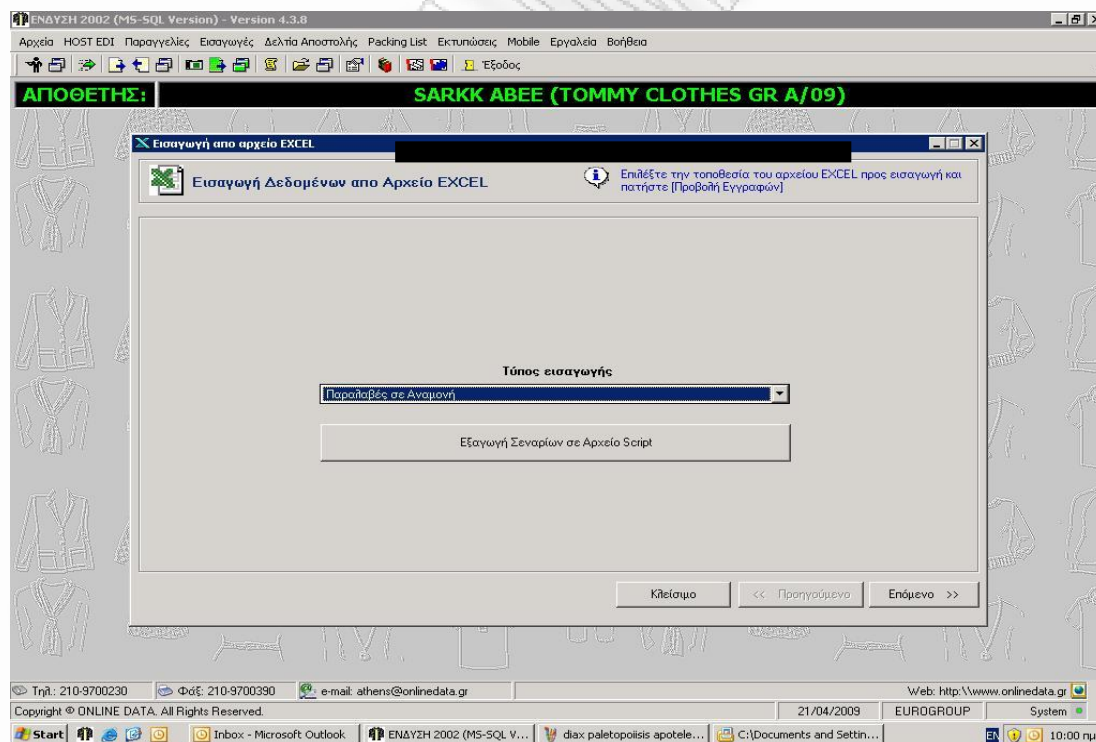 ΕΝΔΥΣΗ 2002 (MS-SQL Version) - Version 4.3.8
Αρχεία HOST EDI Παραγγελίες Εισαγωγές Δελτία Αποστολής Packing List Εκτυπώσεις Mobile Εργαλεία Βοήθεια
Έξοδος
ΑΠΟΘΕΤΗΣ: SARKK ABEE (TOMMY CLOTHES GR A/09)
Εισαγωγή απο αρχείο EXCEL
Εισαγωγή Δεδομένων απο Αρχείο EXCEL
Επιλέξτε την τοποθεσία του αρχείου EXCEL προς εισαγωγή και
πατήστε [Προβολή Εγγραφών]
Τύπος εισαγωγής
Παραλαβές σε Αναμονή
Εξαγωγή Σεναρίων σε Αρχείο Script
Κλείσιμο << Προηγούμενο Επόμενο >>
Τηλ.: 210-9700230 Φάξ: 210-9700390 e-mail: athens@onlinedata.gr Web: http:\\www.onlinedata.gr
Copyright © ONLINE DATA. All Rights Reserved. 21/04/2009 EUROGROUP System
Start Inbox - Microsoft Outlook ΕΝΔΥΣΗ 2002 (MS-SQL V... diax paletopoiisis apotele... C:\Documents and Settin... EN 10:00 πμ